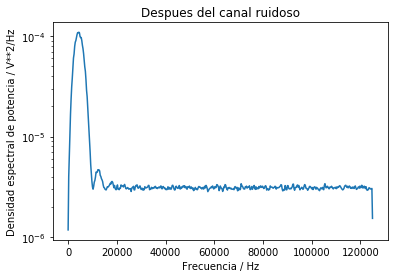 Despues del canal ruidoso
Densidad espectral de potencia / V**2/Hz
10⁻⁴
10⁻⁵
10⁻⁶
0 20000 40000 60000 80000 100000 120000
Frecuencia / Hz